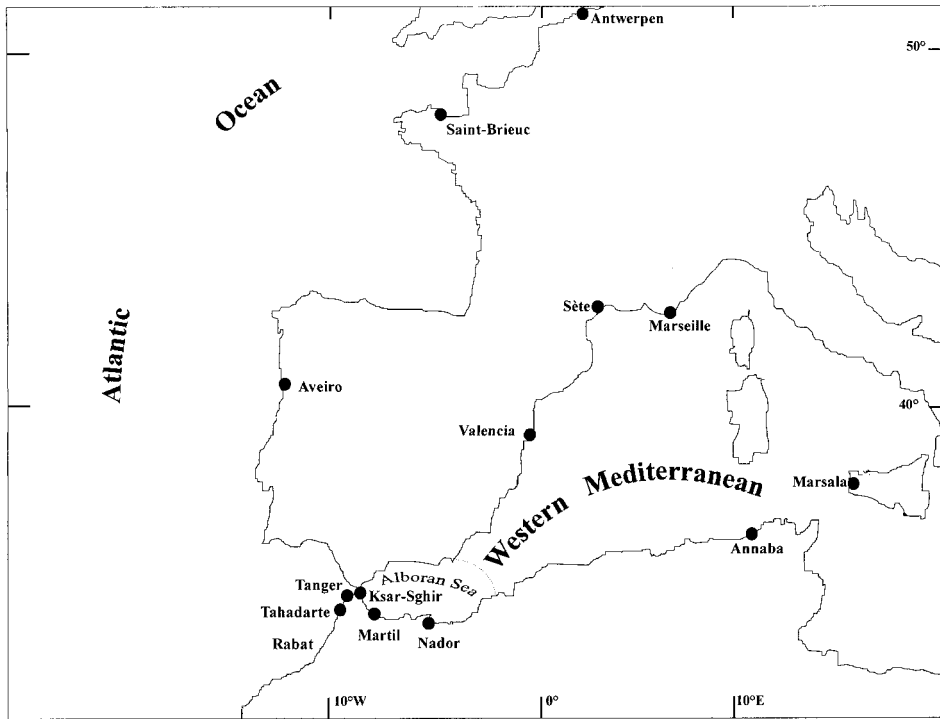 Antwerpen
50°
Ocean
Saint-Brieuc
Sète
Marseille
Atlantic
Aveiro
40°
Valencia
Western Mediterranean
Marsala
Annaba
Alboran Sea
Tanger
Ksar-Sghir
Tahadarte
Martil
Rabat
Nador
10°W
0°
10°E